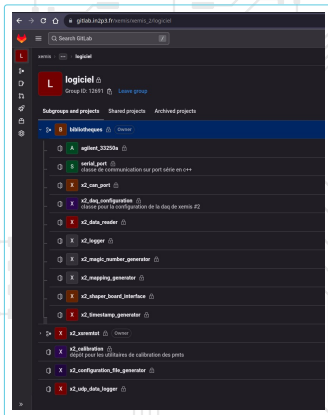 gitlab.in2p3.fr/xemis/xemis_2/logiciel
Search GitLab
/
L
xemis › ··· › logiciel
L
logiciel
Group ID: 12691
Leave group
Subgroups and projects Shared projects Archived projects
B bibliotheques Owner
A agilent_33250a
S serial_port
classe de communication sur port série en c++
X x2_can_port
X x2_daq_configuration
classe pour la configuration de la daq de xemis #2
X x2_data_reader
X x2_logger
X x2_magic_number_generator
X x2_mapping_generator
X x2_shaper_board_interface
X x2_timestamp_generator
X x2_xsremtot Owner
X x2_calibration
dépôt pour les utilitaires de calibration des pmts
X x2_configuration_file_generator
X x2_udp_data_logger